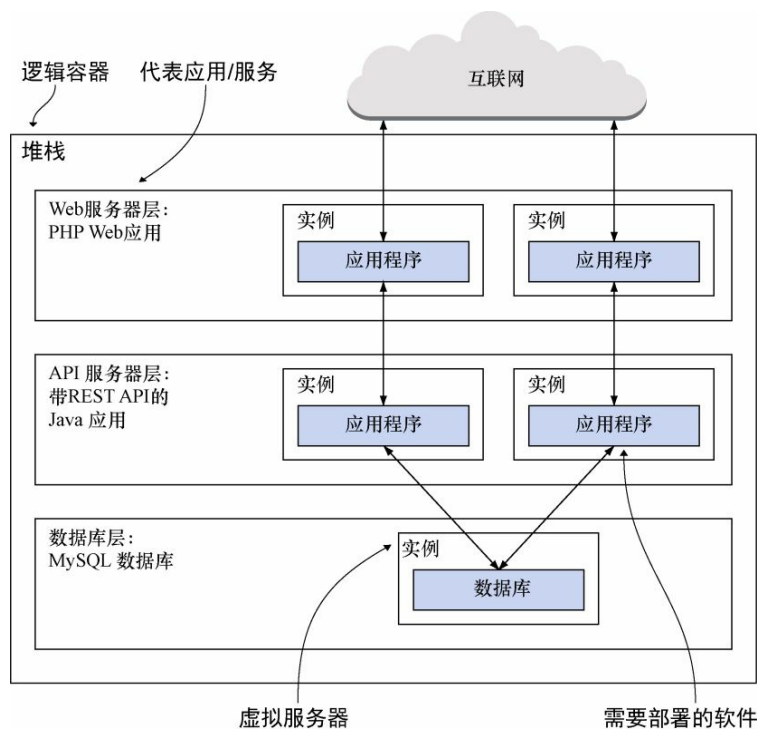 互联网
逻辑容器
代表应用/服务
堆栈
Web服务器层：
PHP Web应用
实例
应用程序
实例
应用程序
API 服务器层：
带REST API的
Java 应用
实例
应用程序
实例
应用程序
数据库层：
MySQL 数据库
实例
数据库
虚拟服务器
需要部署的软件